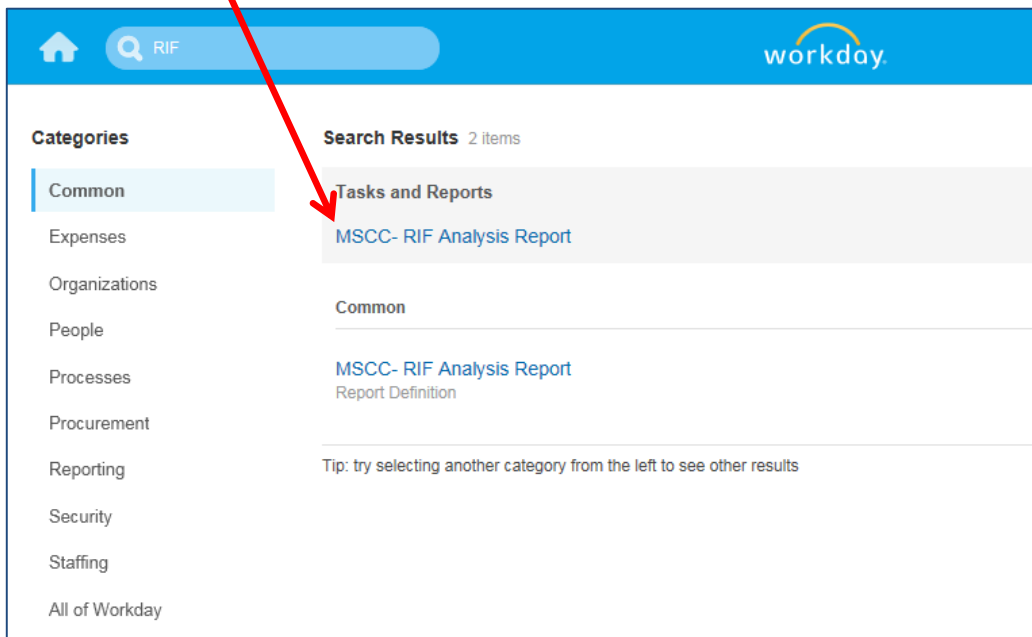 RIF
workday.
Categories
Common
Expenses
Organizations
People
Processes
Procurement
Reporting
Security
Staffing
All of Workday
Search Results 2 items
Tasks and Reports
MSCC- RIF Analysis Report
Common
MSCC- RIF Analysis Report
Report Definition
Tip: try selecting another category from the left to see other results